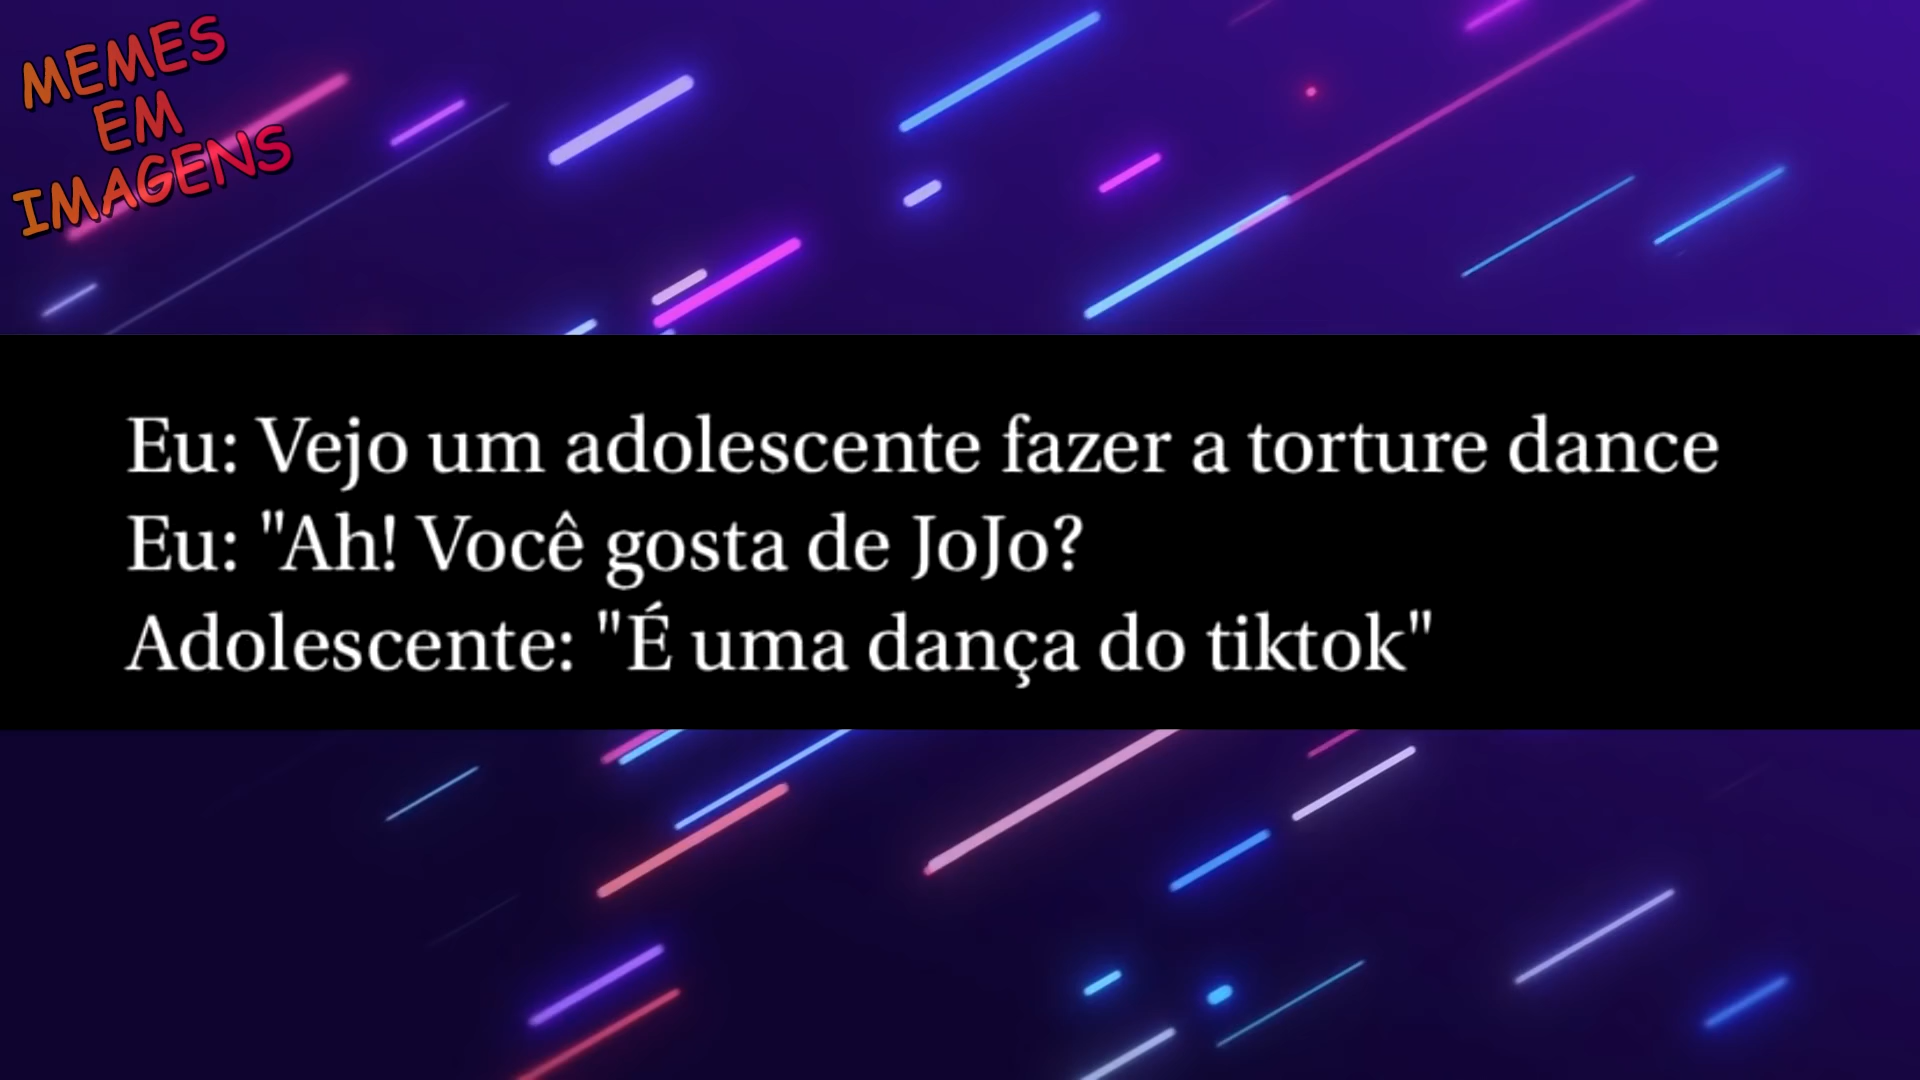 MEMES
EM
IMAGENS
Eu: Vejo um adolescente fazer a torture dance
Eu: "Ah! Você gosta de JoJo?
Adolescente: "É uma dança do tiktok"